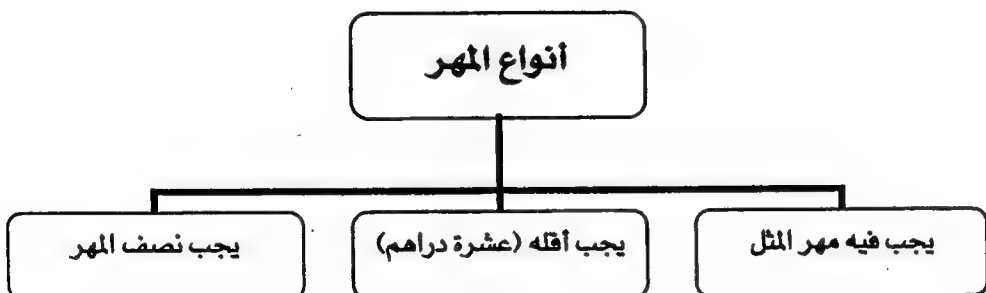 أنواع المهر
يجب فيه مهر المثل
يجب أقله (عشرة دراهم)
يجب نصف المهر